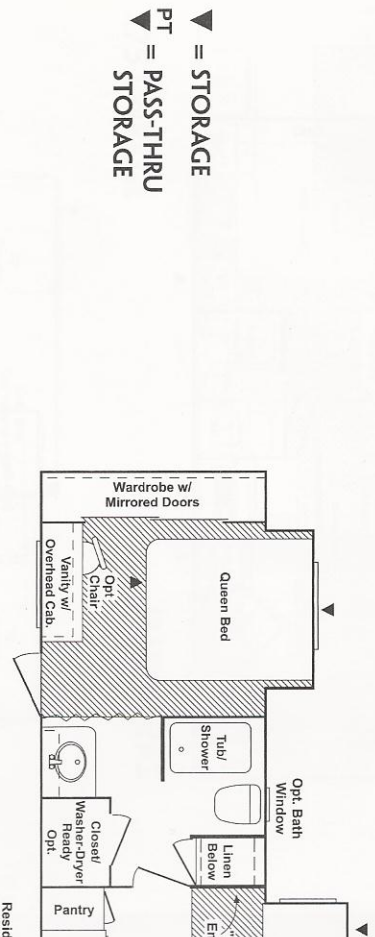 ▼ = STORAGE
PT
▼ = PASS-THRU
STORAGE
Wardrobe w/
Mirrored Doors
Vanity w/
Overhead Cab.
Opt
Chair
Queen Bed
Tub/
Shower
Opt. Bath
Window
Linen
Below
Closet/
Washer-Dryer
Ready
Opt.
Pantry